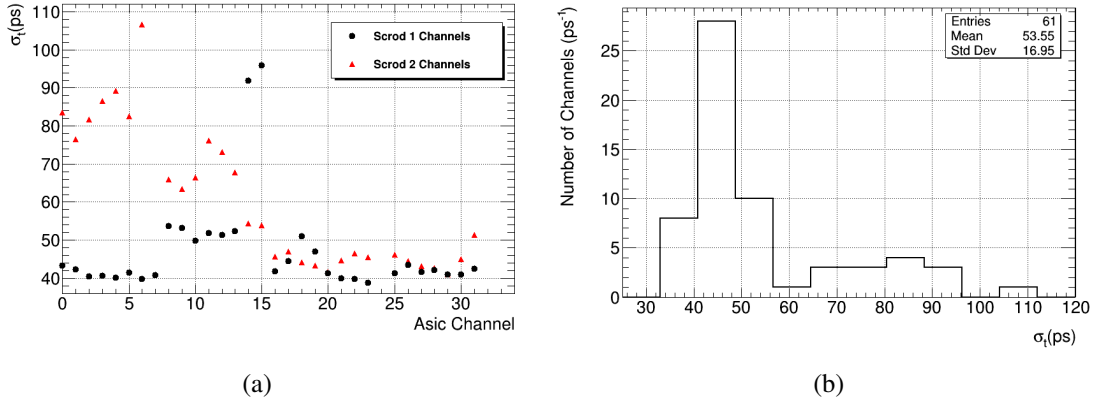 σt(ps)
110
100
90
80
70
60
50
40
0 5 10 15 20 25 30
Asic Channel
Scrod 1 Channels
Scrod 2 Channels
(a)
Number of Channels (ps⁻¹)
25
20
15
10
5
0
30 40 50 60 70 80 90 100 110 120
σt(ps)
Entries 61
Mean 53.55
Std Dev 16.95
(b)